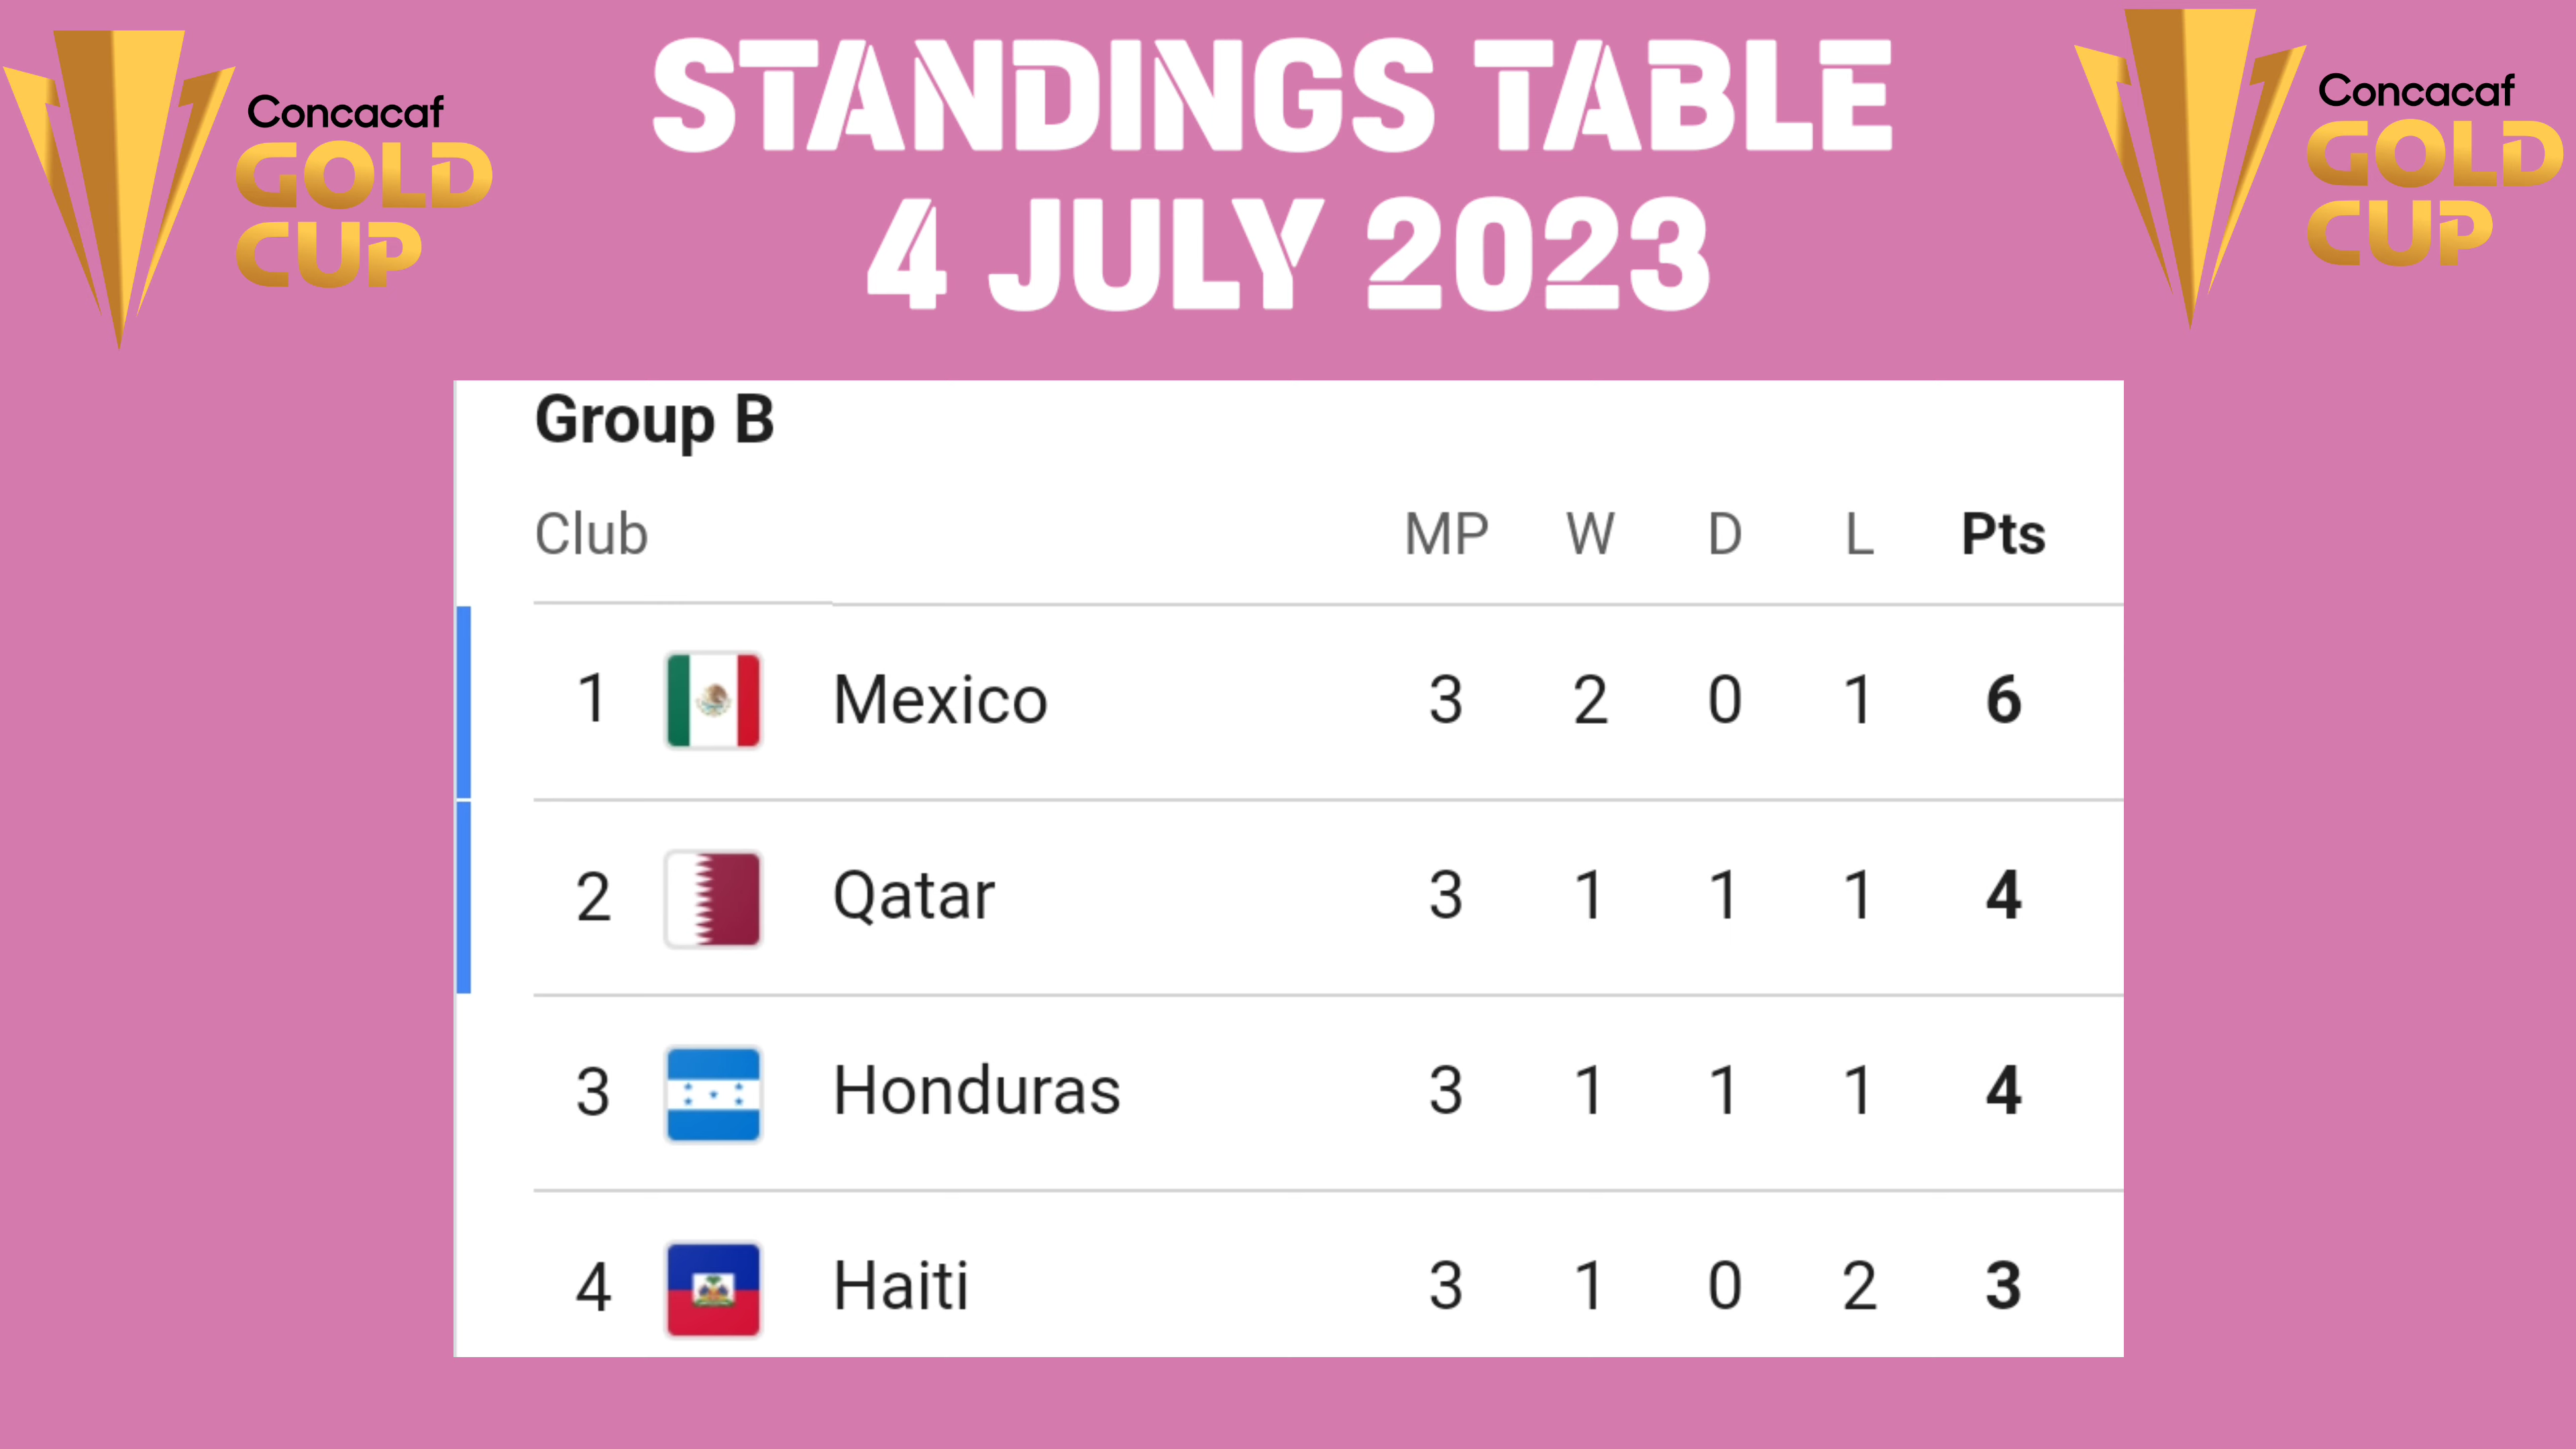 Concacaf
GOLD
CUP
STANDINGS TABLE
4 JULY 2023
Concacaf
GOLD
CUP
Group B
Club MP W D L Pts
1 Mexico 3 2 0 1 6
2 Qatar 3 1 1 1 4
3 Honduras 3 1 1 1 4
4 Haiti 3 1 0 2 3